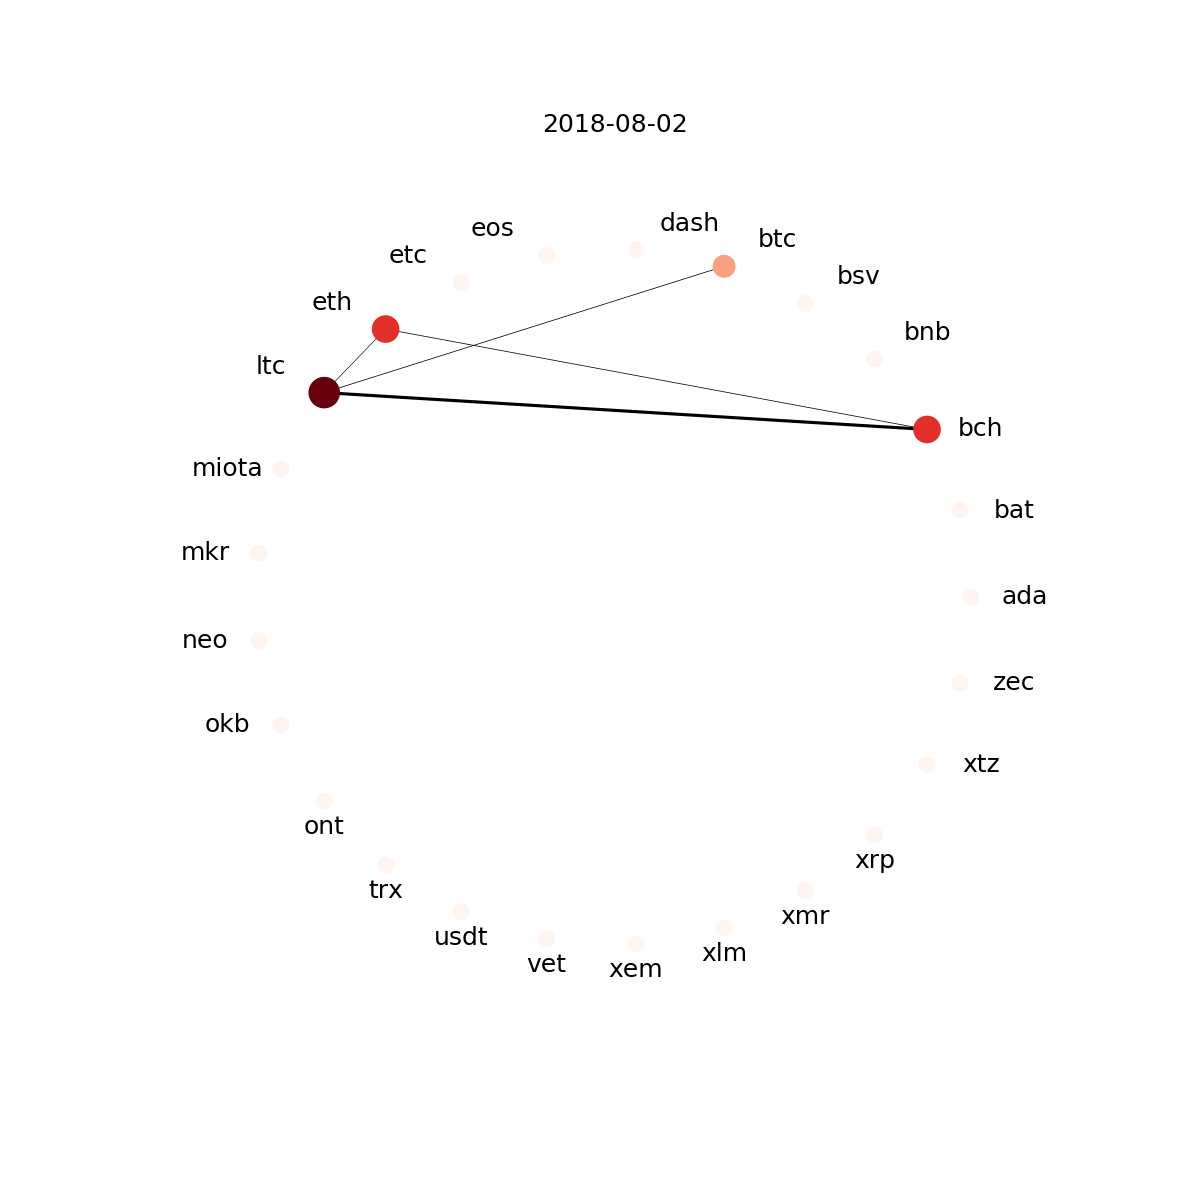 2018-08-02
dash
eos
btc
etc
bsv
eth
bnb
ltc
bch
miota
bat
mkr
ada
neo
zec
okb
xtz
ont
xrp
trx
xmr
usdt
xlm
vet
xem